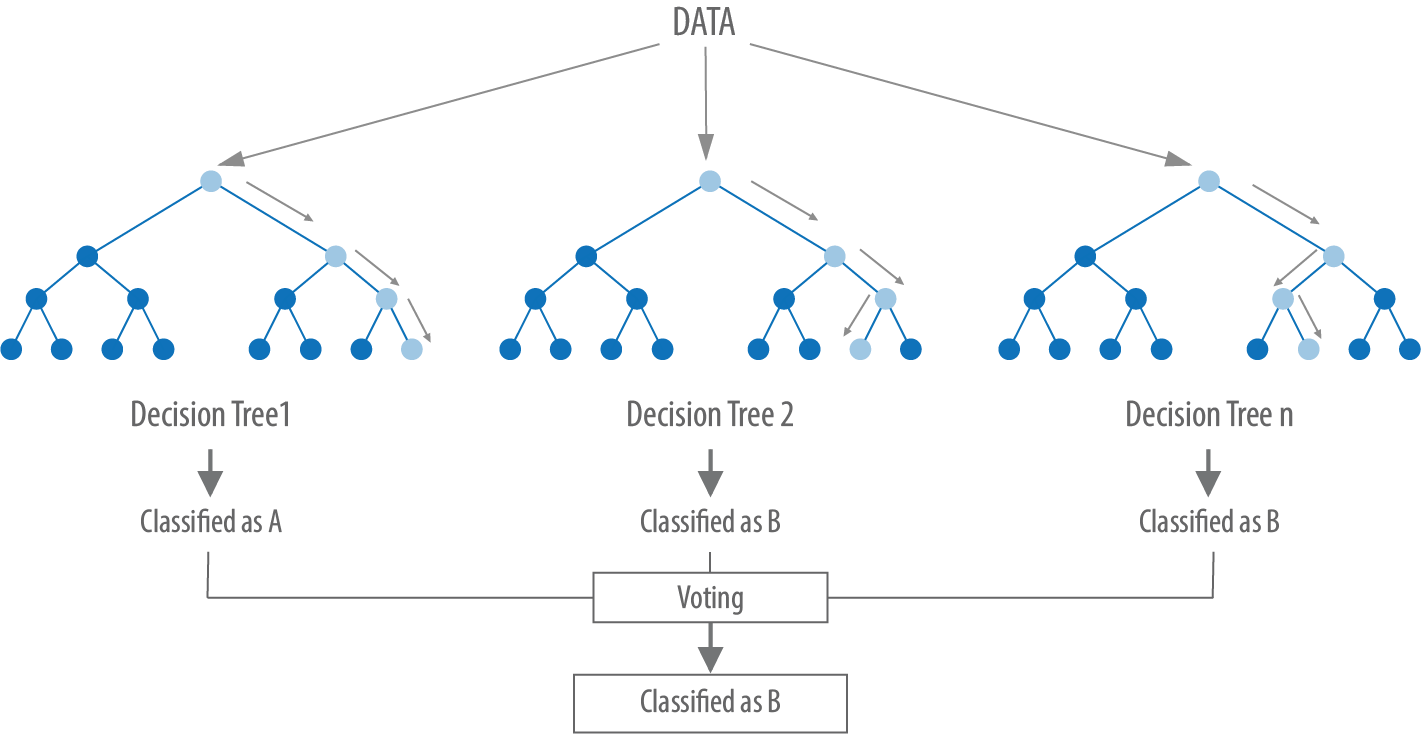 DATA
Decision Tree1
Decision Tree 2
Decision Tree n
Classified as A
Classified as B
Classified as B
Voting
Classified as B